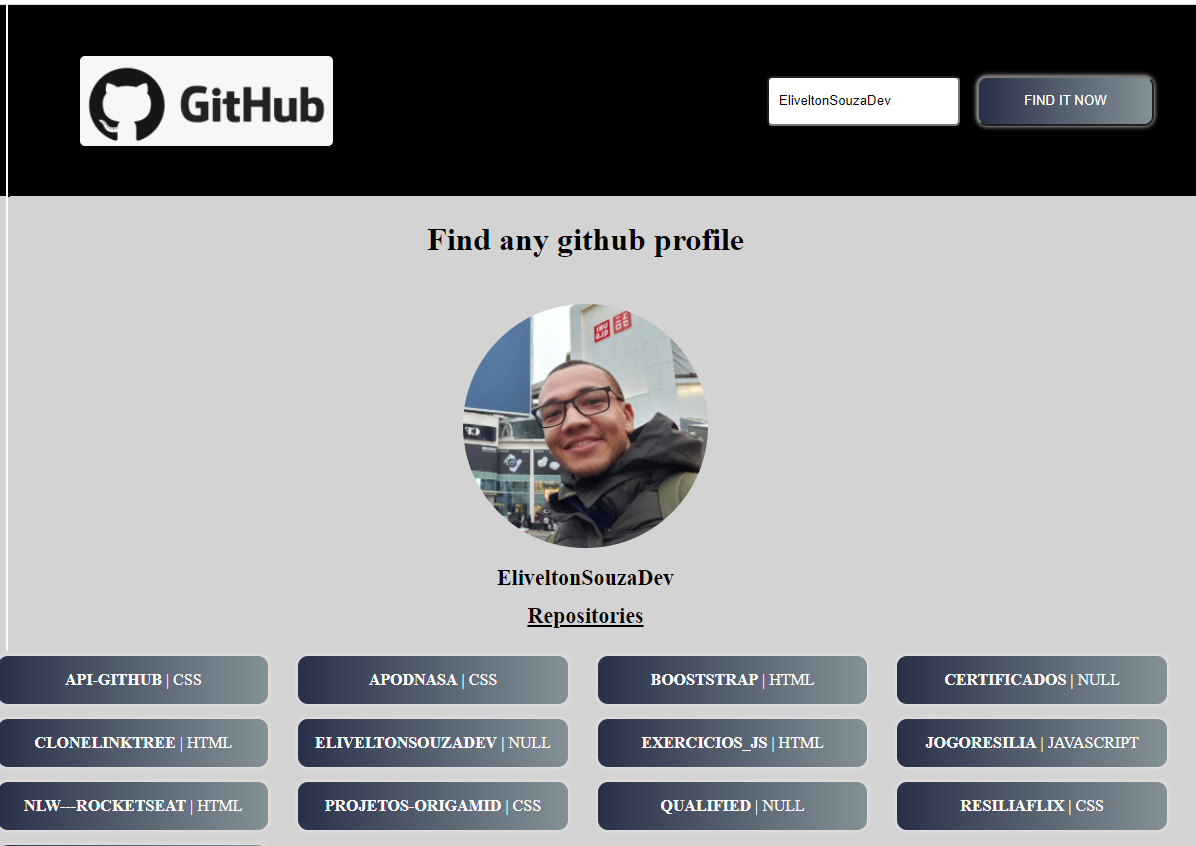 GitHub
EliveltonSouzaDev
FIND IT NOW
Find any github profile
EliveltonSouzaDev
Repositories
API-GITHUB | CSS
APODNASA | CSS
BOOSTSTRAP | HTML
CERTIFICADOS | NULL
CLONELINKTREE | HTML
ELIVELTONSOUZADEV | NULL
EXERCICIOS_JS | HTML
JOGORESILIA | JAVASCRIPT
NLW---ROCKETSEAT | HTML
PROJETOS-ORIGAMID | CSS
QUALIFIED | NULL
RESILIAFLIX | CSS